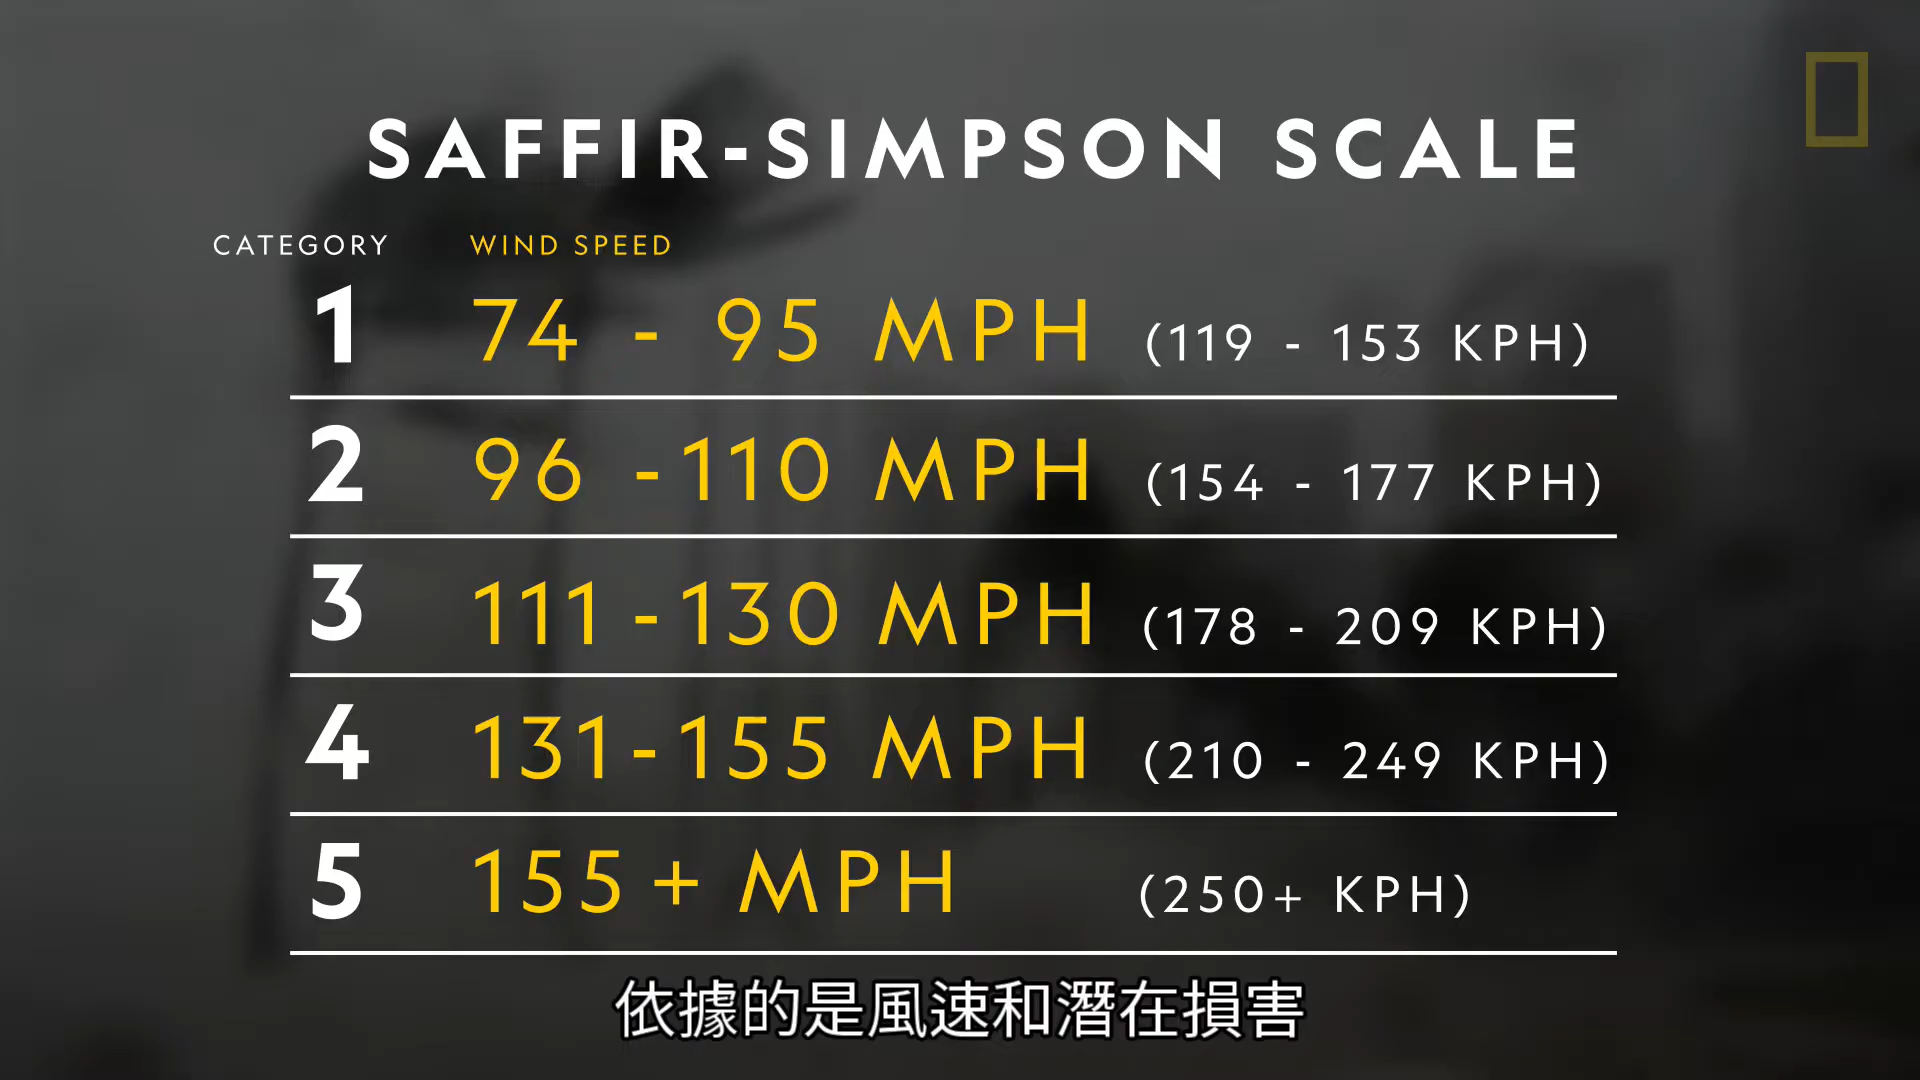 SAFFIR-SIMPSON SCALE
CATEGORY WIND SPEED
1 74 - 95 MPH (119 - 153 KPH)
2 96 - 110 MPH (154 - 177 KPH)
3 111 - 130 MPH (178 - 209 KPH)
4 131 - 155 MPH (210 - 249 KPH)
5 155 + MPH (250+ KPH)
依據的是風速和潛在損害